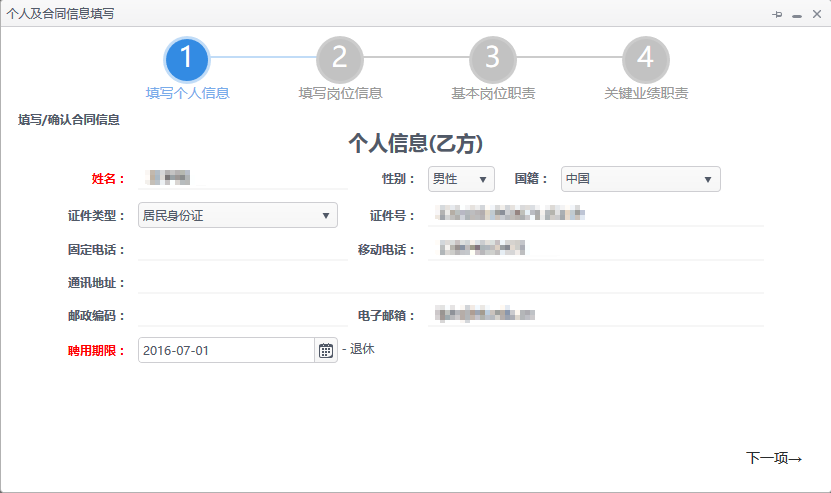 个人及合同信息填写
1 2 3 4
填写个人信息 填写岗位信息 基本岗位职责 关键业绩职责
填写/确认合同信息
个人信息(乙方)
姓名： 性别： 男性 国籍： 中国
证件类型： 居民身份证 证件号：
固定电话： 移动电话：
通讯地址：
邮政编码： 电子邮箱：
聘用期限： 2016-07-01 - 退休
下一项→